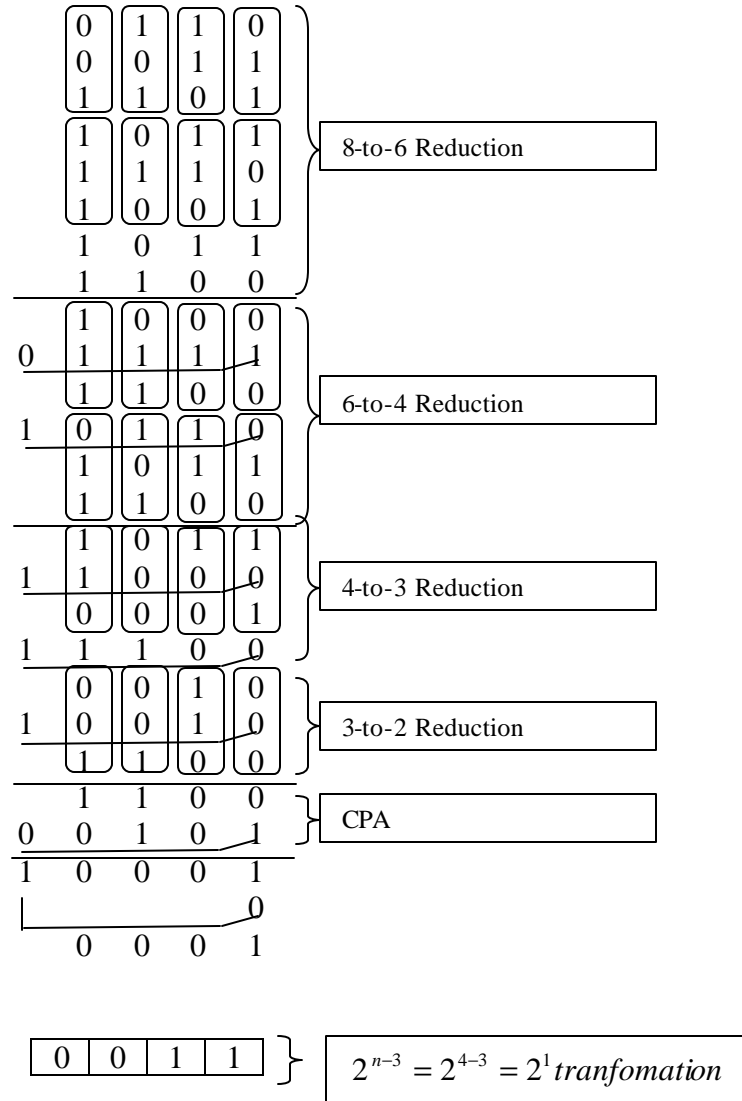 0 1 1 0
0 0 1 1
1 1 0 1
1 0 1 1
8-to-6 Reduction
1 1 1 0
1 0 0 1
1 0 1 1
1 1 0 0
1 0 0 0
0 1 1 1 1
1 1 0 0
6-to-4 Reduction
1 0 1 1 0
1 0 1 1
1 1 0 0
1 0 1 1
1 1 0 0 0
4-to-3 Reduction
0 0 0 1
1 1 1 0 0
0 0 1 0
1 0 0 1 0
3-to-2 Reduction
1 1 0 0
1 1 0 0
CPA
0 0 1 0 1
1 0 0 0 1
0
0 0 0 1
0 0 1 1
2^{n-3} = 2^{4-3} = 2^1 tranfomation